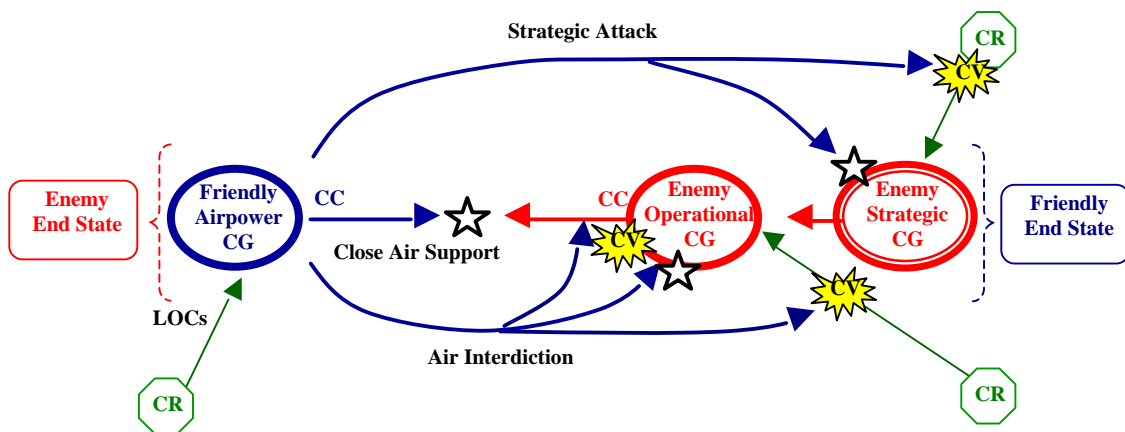 Strategic Attack
CR
CV
Enemy
End State
Friendly
Airpower
CG
CC
CC
Enemy
Operational
CG
Enemy
Strategic
CG
Friendly
End State
Close Air Support
CV
CV
LOCs
Air Interdiction
CR
CR